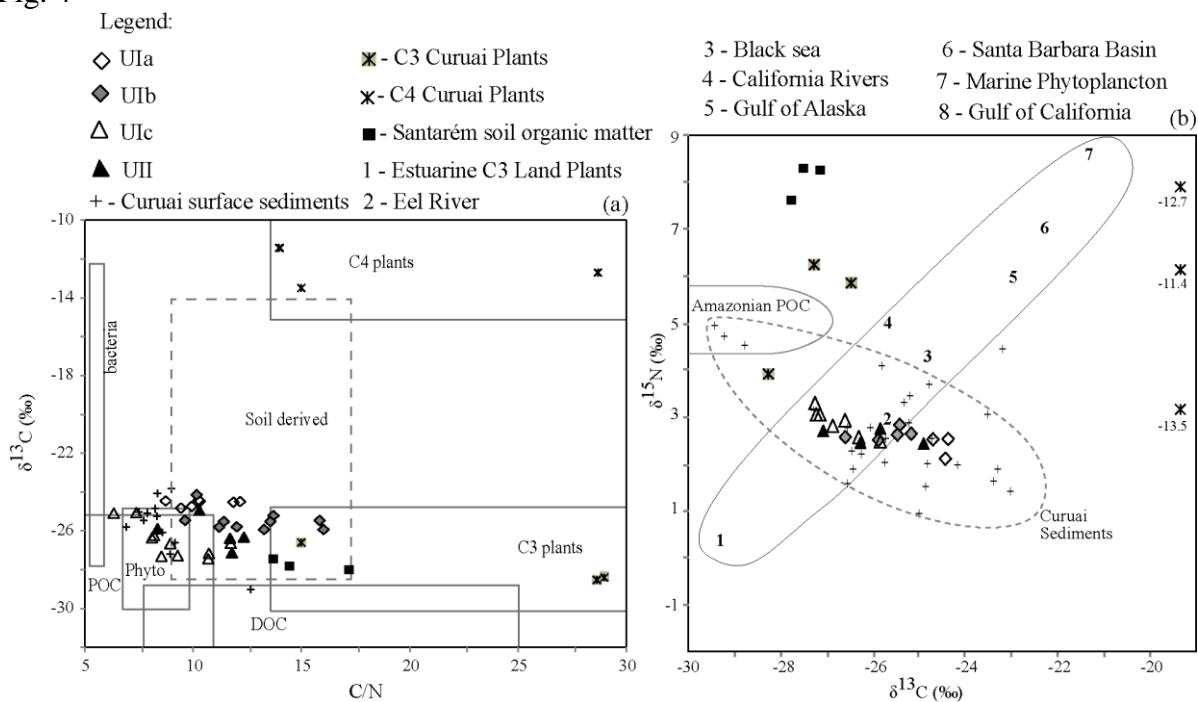 Legend:
UIa
UIb
UIc
UII
+ - Curuai surface sediments
- C3 Curuai Plants
- C4 Curuai Plants
- Santarém soil organic matter
1 - Estuarine C3 Land Plants
2 - Eel River
3 - Black sea
4 - California Rivers
5 - Gulf of Alaska
6 - Santa Barbara Basin
7 - Marine Phytoplancton
8 - Gulf of California
(a)
-10
-14
-18
-22
-26
-30
δ13C (‰)
bacteria
C4 plants
Soil derived
C3 plants
POC
Phyto
DOC
5
10
15
20
25
30
C/N
(b)
9
7
5
3
1
-1
δ15N (‰)
7
6
5
4
3
2
1
Amazonian POC
Curuai
Sediments
-12.7
-11.4
-13.5
-30
-28
-26
-24
-22
-20
δ13C (‰)